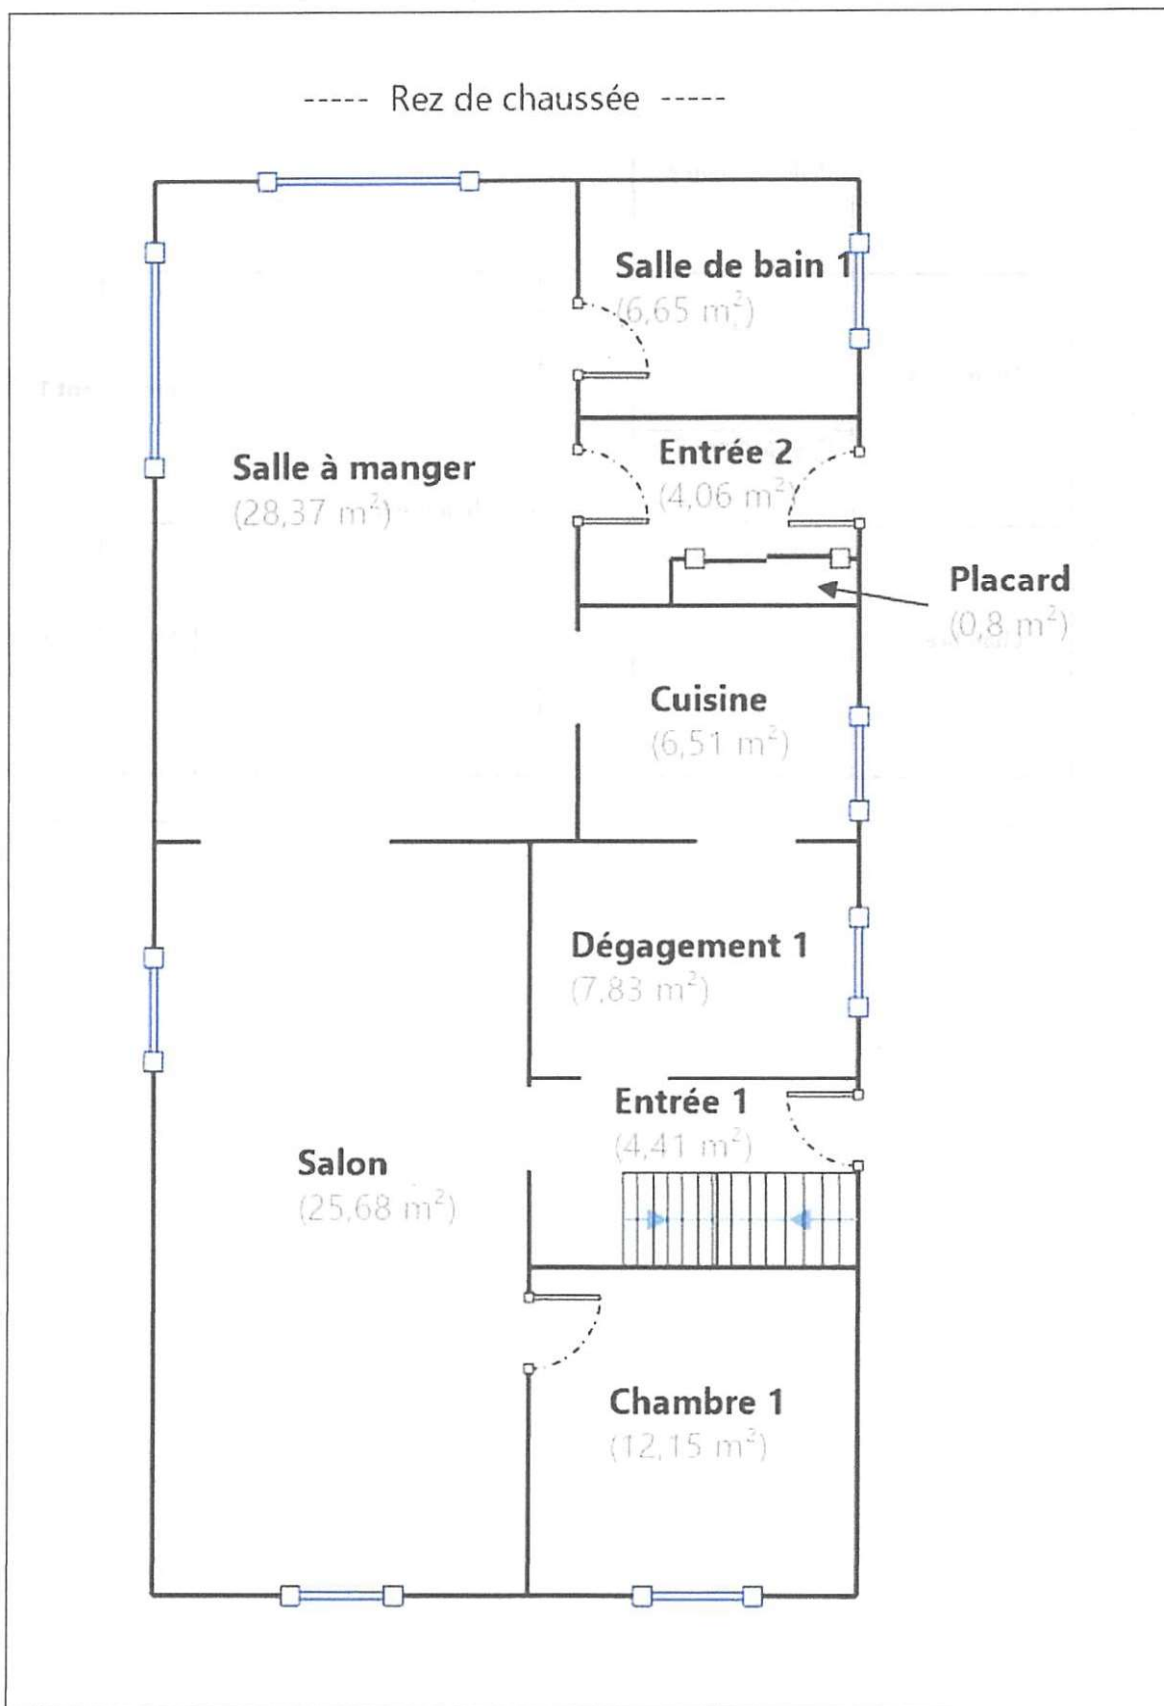 ----- Rez de chaussée -----
Salle de bain 1
(6,65 m²)
Entrée 2
(4,06 m²)
Salle à manger
(28,37 m²)
Placard
(0,8 m²)
Cuisine
(6,51 m²)
Dégagement 1
(7,83 m²)
Entrée 1
(4,41 m²)
Salon
(25,68 m²)
Chambre 1
(12,15 m²)